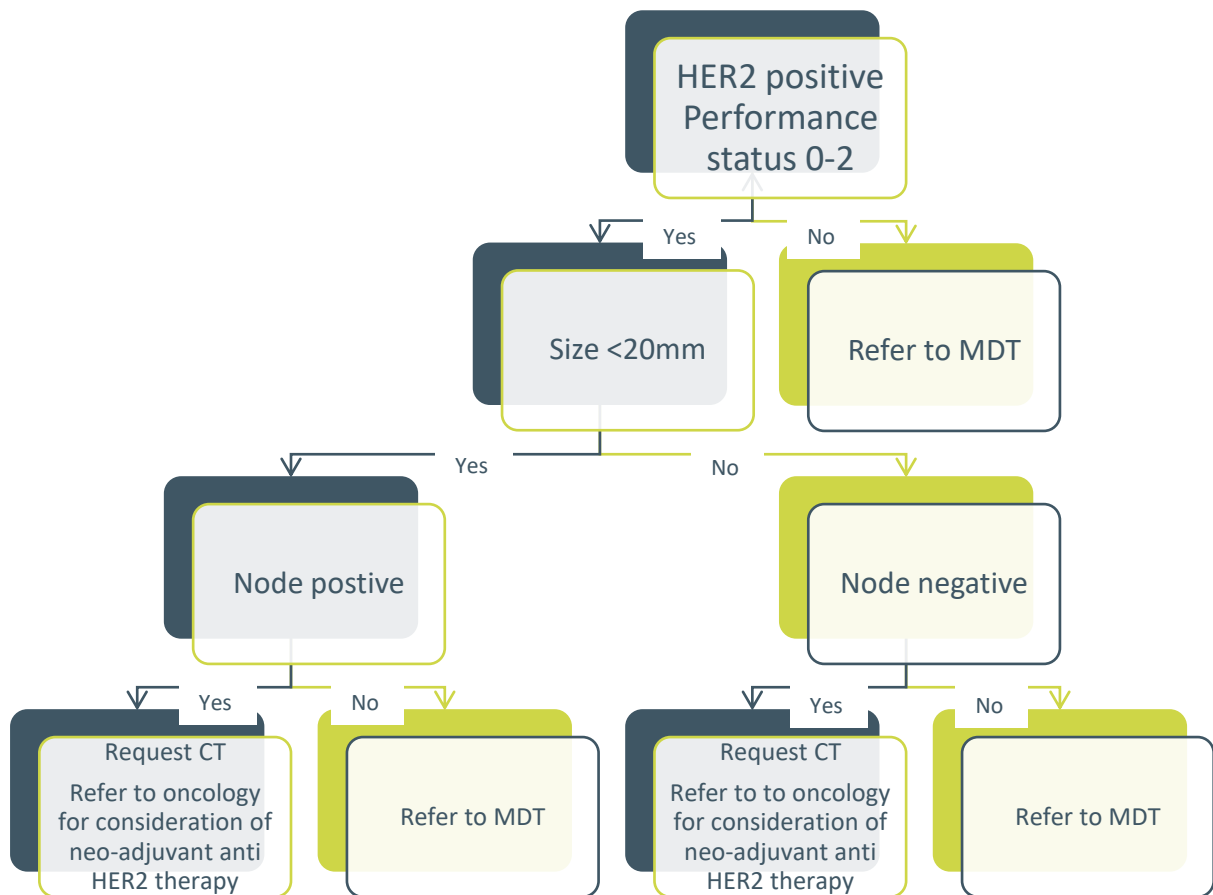 HER2 positive
Performance
status 0-2
Yes
No
Size <20mm
Refer to MDT
Yes
No
Node postive
Node negative
Yes
No
Yes
No
Request CT
Refer to oncology
for consideration of
neo-adjuvant anti
HER2 therapy
Refer to MDT
Request CT
Refer to to oncology
for consideration of
neo-adjuvant anti
HER2 therapy
Refer to MDT